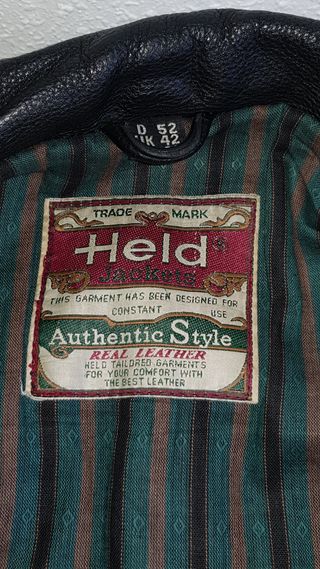 D 52
UK 42
TRADE MARK
Held®
Jackets
THIS GARMENT HAS BEEN DESIGNED FOR
CONSTANT USE
Authentic Style
REAL LEATHER
HELD TAILORED GARMENTS
FOR YOUR COMFORT WITH
THE BEST LEATHER